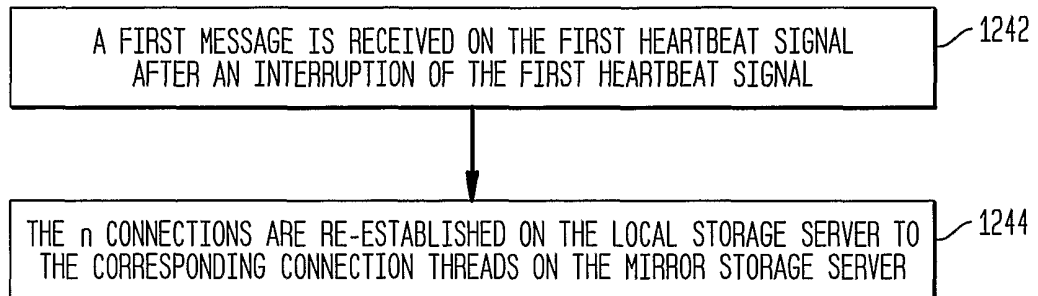 A FIRST MESSAGE IS RECEIVED ON THE FIRST HEARTBEAT SIGNAL
AFTER AN INTERRUPTION OF THE FIRST HEARTBEAT SIGNAL
1242
THE n CONNECTIONS ARE RE-ESTABLISHED ON THE LOCAL STORAGE SERVER TO
THE CORRESPONDING CONNECTION THREADS ON THE MIRROR STORAGE SERVER
1244